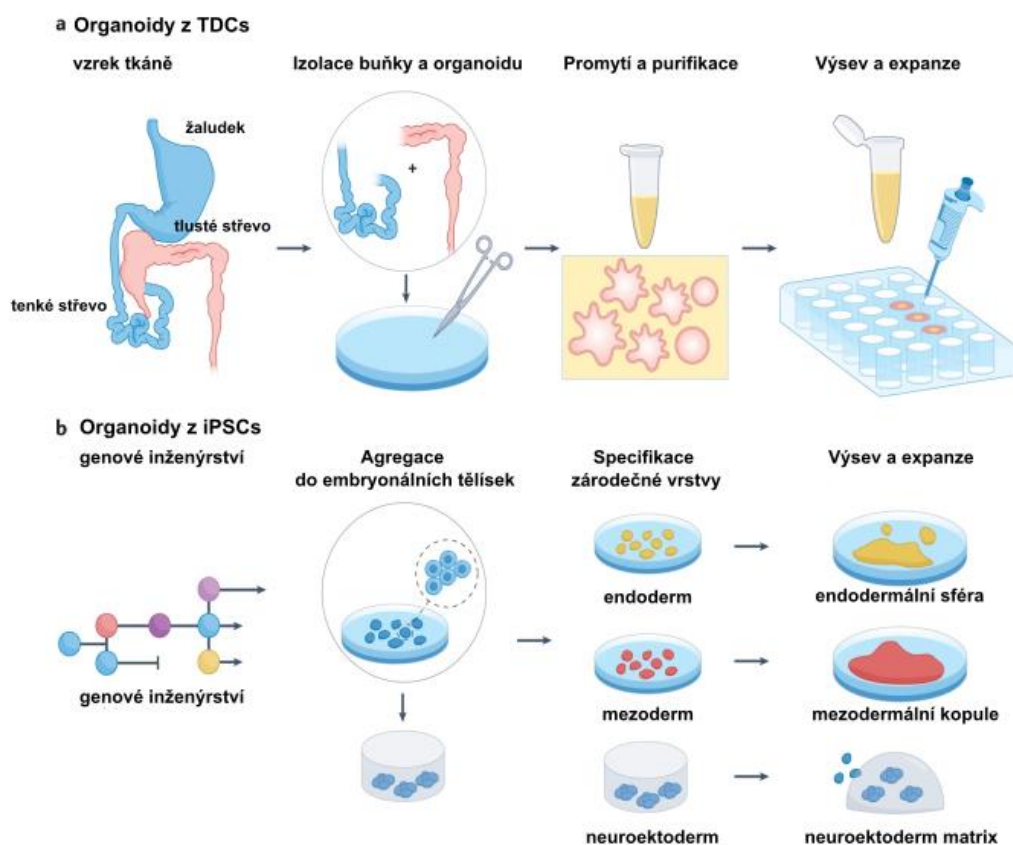 a Organoidy z TDCs
vzrek tkáně
Izolace buňky a organoidu
Promytí a purifikace
Výsev a expanze
žaludek
+
tlusté střevo
tenké střevo
b Organoidy z iPSCs
genové inženýrství
Agregace
do embryonálních tělísek
Specifikace
zárodečné vrstvy
Výsev a expanze
endoderm
endodermální sféra
genové inženýrství
mezoderm
mezodermální kopule
neuroektoderm
neuroektoderm matrix